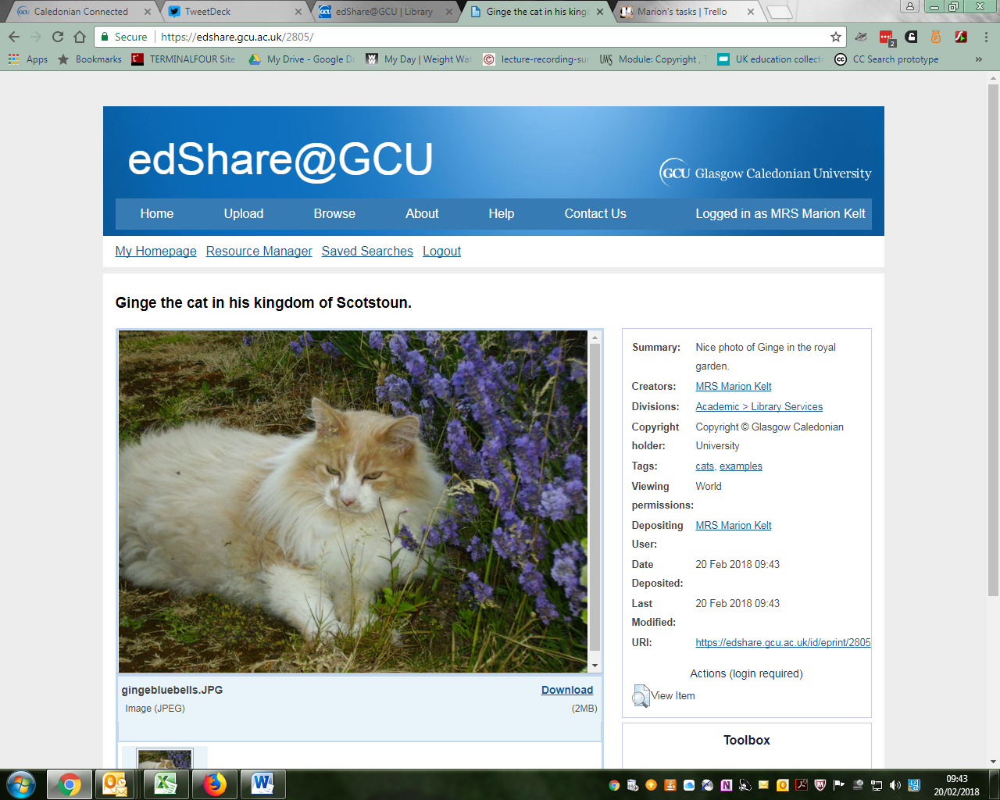 Caledonian Connected
TweetDeck
edShare@GCU | Library
Ginge the cat in his king
Marion's tasks | Trello
Secure
https://edshare.gcu.ac.uk/2805/
2
Apps
Bookmarks
TERMINALFOUR Site
My Drive - Google D
My Day | Weight Wat
lecture-recording-sur
UWS Module: Copyright , T
UK education collecti
CC Search prototype
edShare@GCU
GCU Glasgow Caledonian University
Home
Upload
Browse
About
Help
Contact Us
Logged in as MRS Marion Kelt
My Homepage
Resource Manager
Saved Searches
Logout
Ginge the cat in his kingdom of Scotstoun.
Summary: Nice photo of Ginge in the royal
garden.
Creators: MRS Marion Kelt
Divisions: Academic > Library Services
Copyright Copyright © Glasgow Caledonian
holder: University
Tags: cats, examples
Viewing World
permissions:
Depositing MRS Marion Kelt
User:
Date 20 Feb 2018 09:43
Deposited:
Last 20 Feb 2018 09:43
Modified:
URI: https://edshare.gcu.ac.uk/id/eprint/2805
Actions (login required)
View Item
Toolbox
gingebluebells.JPG
Download
Image (JPEG)
(2MB)
09:43
20/02/2018